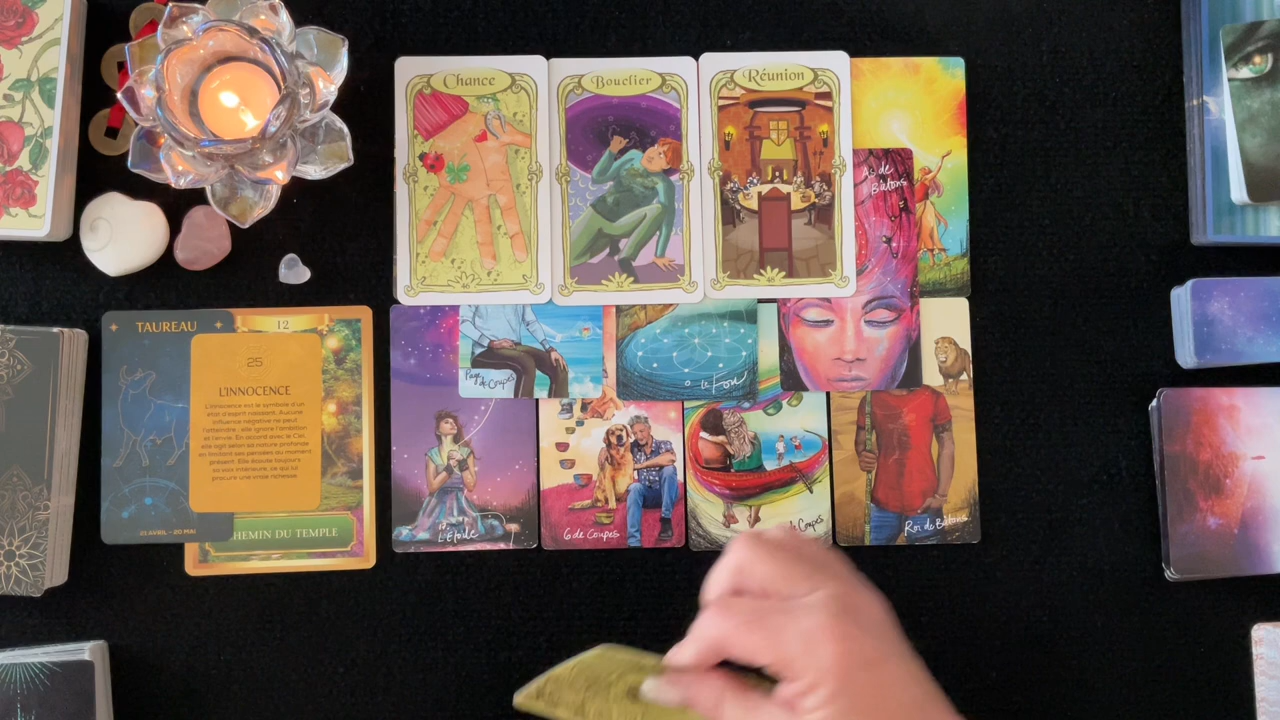 Chance
Bouclier
Réunion
As de
Bâtons
TAUREAU
12
25
L'INNOCENCE
L'innocence est le symbole d'un
état d'esprit naissant. Aucune
influence négative ne peut
l'atteindre : elle ignore l'ambition
et l'envie. En accord avec le Ciel,
elle agit selon sa nature profonde
en limitant ses pensées au moment
présent. Elle écoute toujours
sa voix intérieure, ce qui lui
procure une vraie richesse.
21 AVRIL - 20 MAI
CHEMIN DU TEMPLE
Page
de Coupes
0 le fou
17
L'Étoile
6 de Coupes
Coupes
Roi de Bâtons